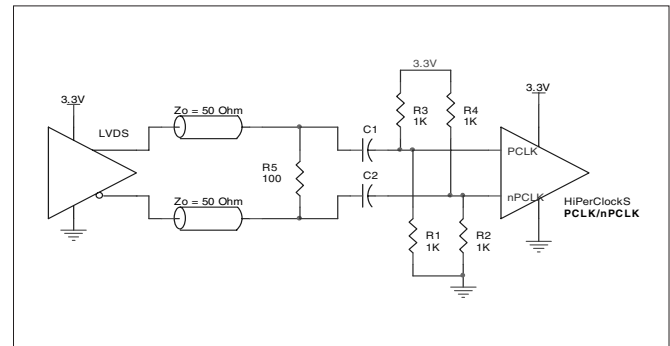 3.3V
3.3V
3.3V
Zo = 50 Ohm
LVDS
R3
1K
R4
1K
C1
PCLK
R5
100
C2
Zo = 50 Ohm
nPCLK
HiPerClockS
PCLK/nPCLK
R1
1K
R2
1K